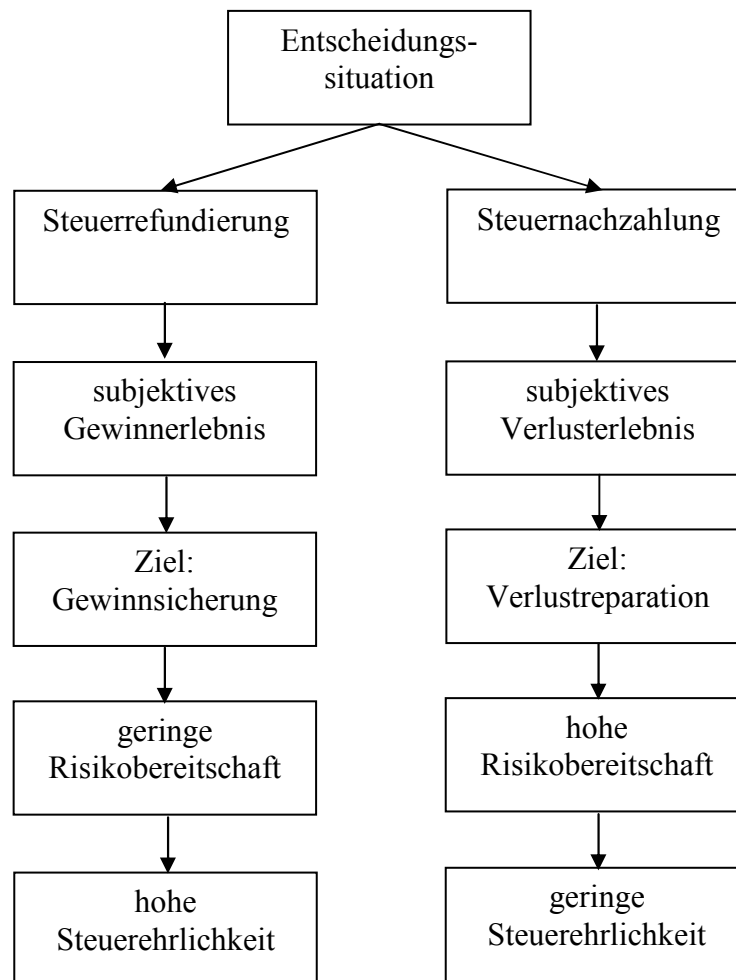 Entscheidungs-
situation
Steuerrefundierung
Steuernachzahlung
subjektives
Gewinnerlebnis
subjektives
Verlusterlebnis
Ziel:
Gewinnsicherung
Ziel:
Verlustreparation
geringe
Risikobereitschaft
hohe
Risikobereitschaft
hohe
Steuerehrlichkeit
geringe
Steuerehrlichkeit